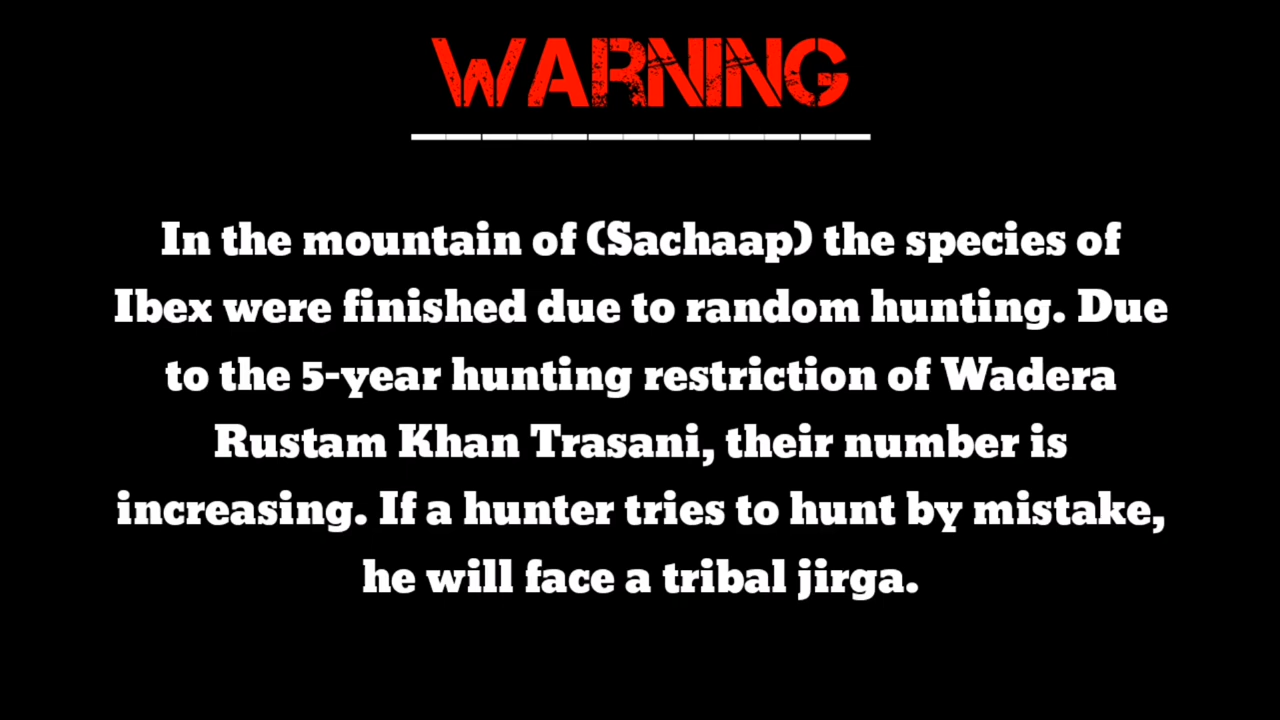 WARNING
In the mountain of (Sachaap) the species of
Ibex were finished due to random hunting. Due
to the 5-year hunting restriction of Wadera
Rustam Khan Trasani, their number is
increasing. If a hunter tries to hunt by mistake,
he will face a tribal jirga.